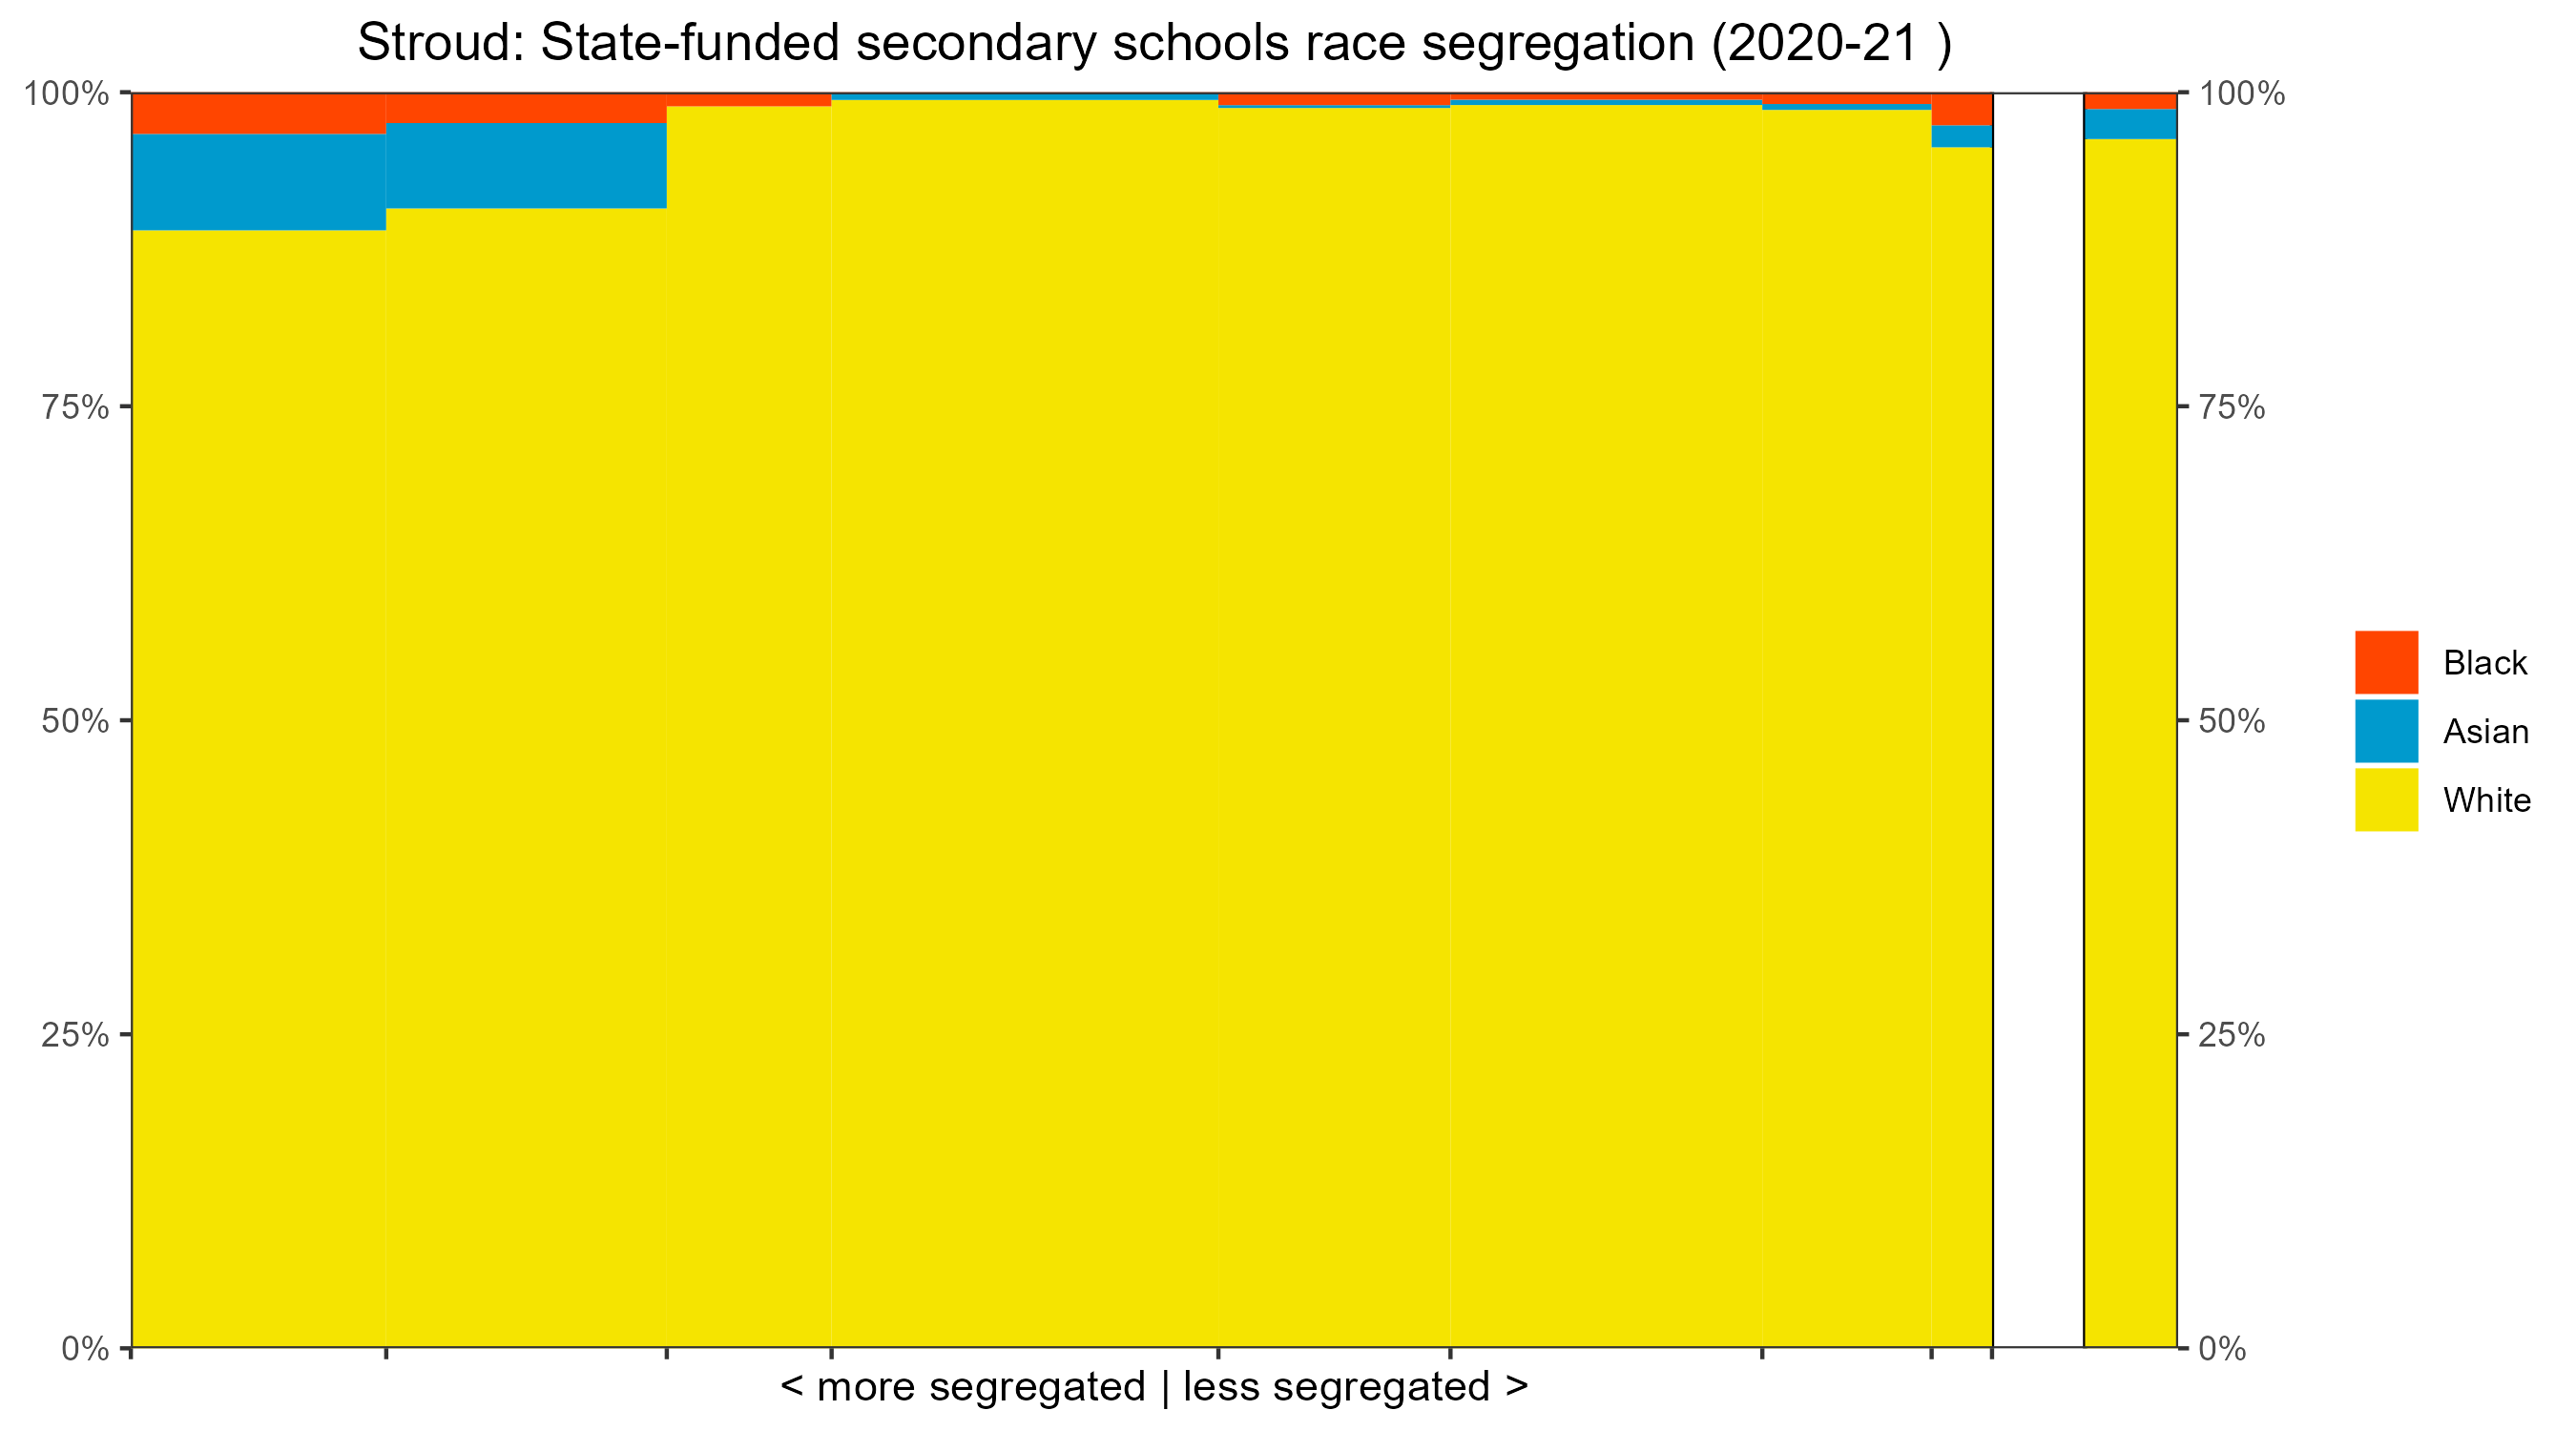 Stroud: State-funded secondary schools race segregation (2020-21 )
100%
75%
50%
25%
0%
100%
75%
50%
25%
0%
Black
Asian
White
< more segregated | less segregated >